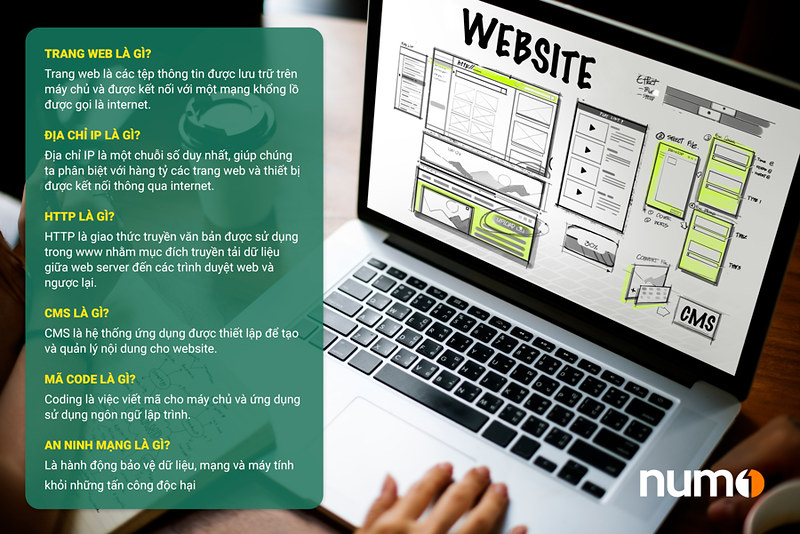 TRANG WEB LÀ GÌ?
Trang web là các tệp thông tin được lưu trữ trên
máy chủ và được kết nối với một mạng khổng lồ
được gọi là internet.
ĐỊA CHỈ IP LÀ GÌ?
Địa chỉ IP là một chuỗi số duy nhất, giúp chúng
ta phân biệt với hàng tỷ các trang web và thiết bị
được kết nối thông qua internet.
HTTP LÀ GÌ?
HTTP là giao thức truyền văn bản được sử dụng
trong www nhằm mục đích truyền tải dữ liệu
giữa web server đến các trình duyệt web và
ngược lại.
CMS LÀ GÌ?
CMS là hệ thống ứng dụng được thiết lập để tạo
và quản lý nội dung cho website.
MÃ CODE LÀ GÌ?
Coding là việc viết mã cho máy chủ và ứng dụng
sử dụng ngôn ngữ lập trình.
AN NINH MẠNG LÀ GÌ?
Là hành động bảo vệ dữ liệu, mạng và máy tính
khỏi những tấn công độc hại
WEBSITE
http://
Effect
SELECT FILE
30%
CMS
num1